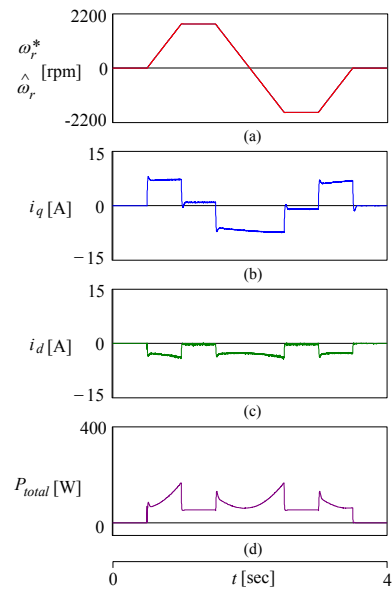 2200
ω_r^*
ω̂_r [rpm]
0
-2200
(a)
15
i_q [A]
0
−15
(b)
15
i_d [A]
0
−15
(c)
400
P_total [W]
0
(d)
0 t [sec] 4